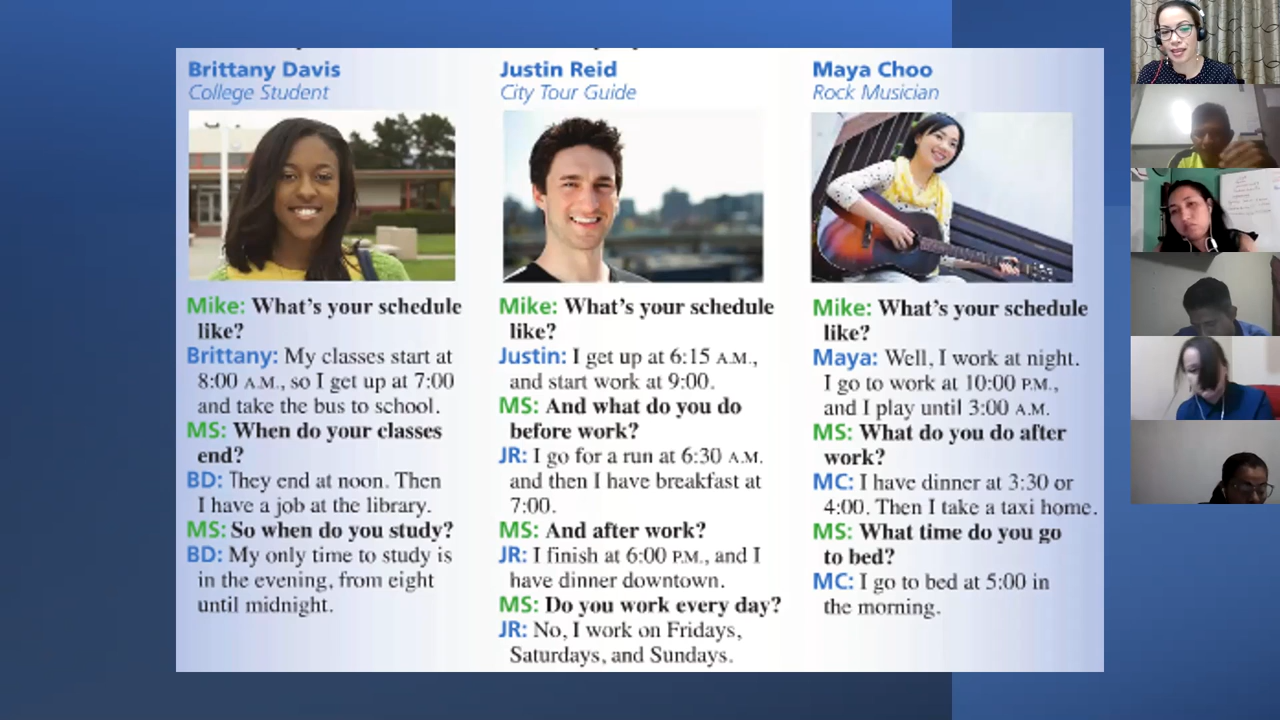 Brittany Davis
College Student
Mike: What's your schedule
like?
Brittany: My classes start at
8:00 A.M., so I get up at 7:00
and take the bus to school.
MS: When do your classes
end?
BD: They end at noon. Then
I have a job at the library.
MS: So when do you study?
BD: My only time to study is
in the evening, from eight
until midnight.
Justin Reid
City Tour Guide
Mike: What's your schedule
like?
Justin: I get up at 6:15 A.M.,
and start work at 9:00.
MS: And what do you do
before work?
JR: I go for a run at 6:30 A.M.
and then I have breakfast at
7:00.
MS: And after work?
JR: I finish at 6:00 P.M., and I
have dinner downtown.
MS: Do you work every day?
JR: No, I work on Fridays,
Saturdays, and Sundays.
Maya Choo
Rock Musician
Mike: What's your schedule
like?
Maya: Well, I work at night.
I go to work at 10:00 P.M.,
and I play until 3:00 A.M.
MS: What do you do after
work?
MC: I have dinner at 3:30 or
4:00. Then I take a taxi home.
MS: What time do you go
to bed?
MC: I go to bed at 5:00 in
the morning.